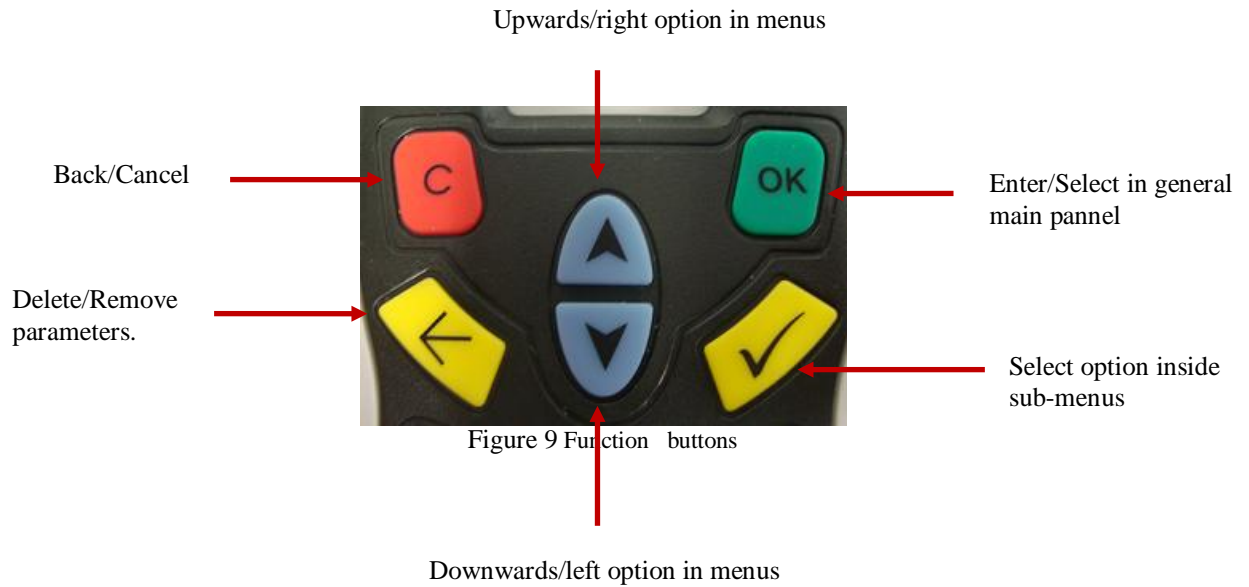 Upwards/right option in menus
Back/Cancel
C
OK
Enter/Select in general
main pannel
Delete/Remove
parameters.
Select option inside
sub-menus
Figure 9 Function buttons
Downwards/left option in menus